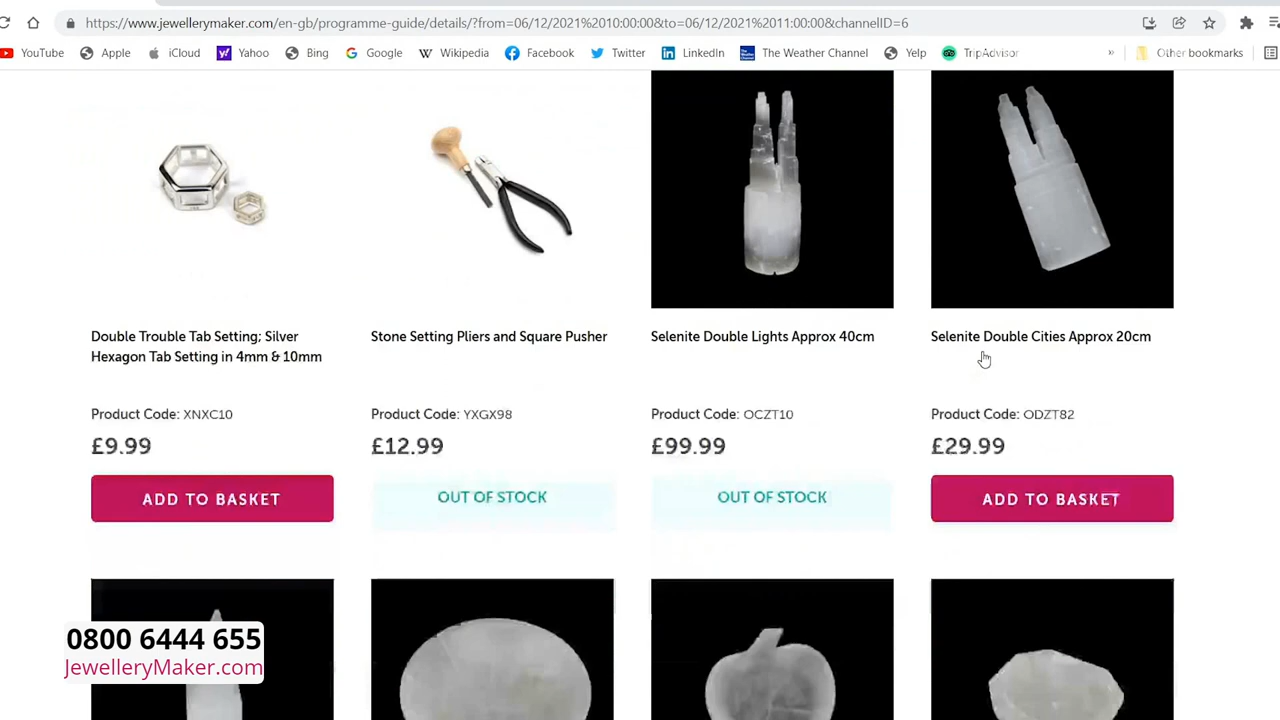 https://www.jewellerymaker.com/en-gb/programme-guide/details/?from=06/12/2021%2010:00:00&to=06/12/2021%2011:00:00&channelID=6
YouTube Apple iCloud Yahoo Bing Google Wikipedia Facebook Twitter LinkedIn The Weather Channel Yelp TripAdvisor » Other bookmarks
Double Trouble Tab Setting; Silver
Hexagon Tab Setting in 4mm & 10mm
Product Code: XNXC10
£9.99
ADD TO BASKET
Stone Setting Pliers and Square Pusher
Product Code: YXGX98
£12.99
OUT OF STOCK
Selenite Double Lights Approx 40cm
Product Code: OCZT10
£99.99
OUT OF STOCK
Selenite Double Cities Approx 20cm
Product Code: ODZT82
£29.99
ADD TO BASKET
0800 6444 655
JewelleryMaker.com